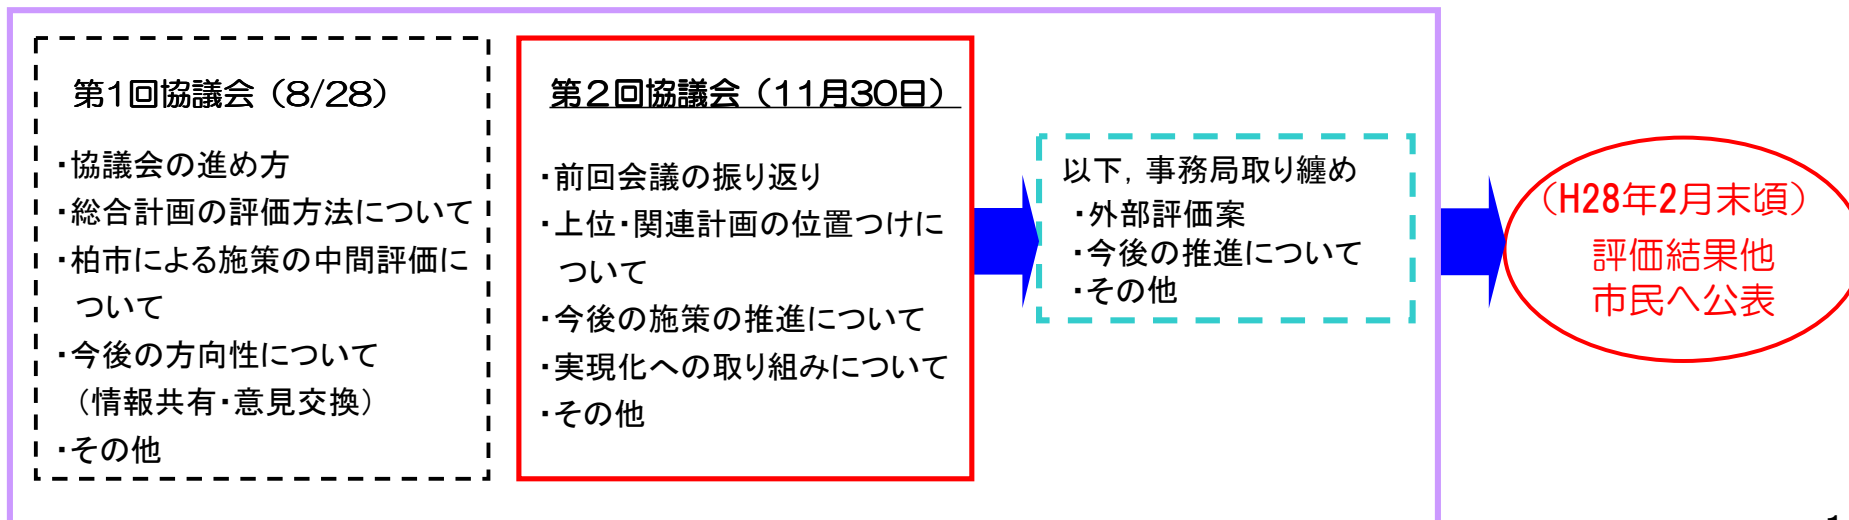 第1回協議会（8/28）
・協議会の進め方
・総合計画の評価方法について
・柏市による施策の中間評価に
ついて
・今後の方向性について
（情報共有・意見交換）
・その他
第２回協議会（11月30日）
・前回会議の振り返り
・上位・関連計画の位置つけに
ついて
・今後の施策の推進について
・実現化への取り組みについて
・その他
以下，事務局取り纏め
・外部評価案
・今後の推進について
・その他
（H28年2月末頃）
評価結果他
市民へ公表